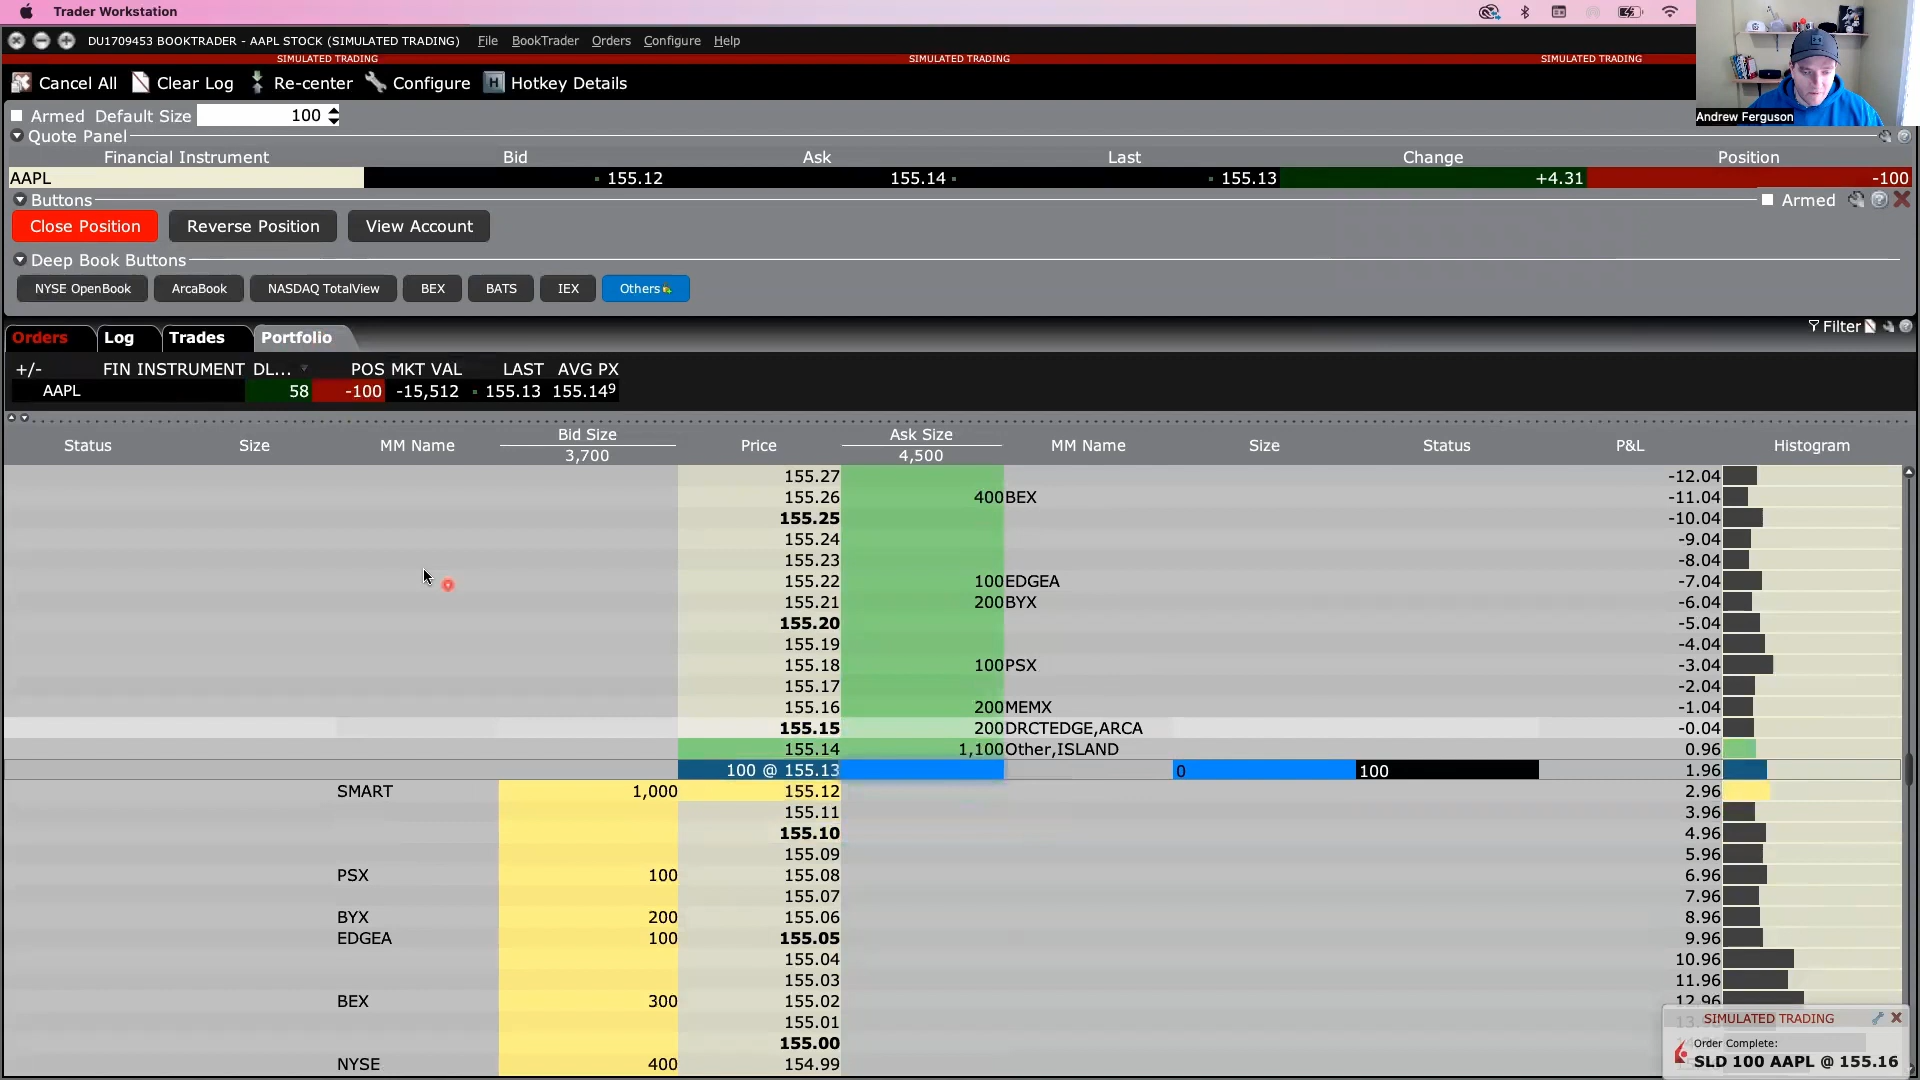 Trader Workstation
DU1709453 BOOKTRADER - AAPL STOCK (SIMULATED TRADING) File BookTrader Orders Configure Help
SIMULATED TRADING SIMULATED TRADING SIMULATED TRADING
Cancel All Clear Log Re-center Configure H Hotkey Details
Andrew Ferguson
Armed Default Size 100
Quote Panel
Financial Instrument Bid Ask Last Change Position
AAPL 155.12 155.14 155.13 +4.31 -100
Buttons Armed
Close Position Reverse Position View Account
Deep Book Buttons
NYSE OpenBook ArcaBook NASDAQ TotalView BEX BATS IEX Others
Orders Log Trades Portfolio Filter
+/- FIN INSTRUMENT DL... POS MKT VAL LAST AVG PX
AAPL 58 -100 -15,512 155.13 155.14⁹
Status Size MM Name Bid Size Price Ask Size MM Name Size Status P&L Histogram
3,700 4,500
155.27 -12.04
155.26 400 BEX -11.04
155.25 -10.04
155.24 -9.04
155.23 -8.04
155.22 100 EDGEA -7.04
155.21 200 BYX -6.04
155.20 -5.04
155.19 -4.04
155.18 100 PSX -3.04
155.17 -2.04
155.16 200 MEMX -1.04
155.15 200 DRCTEDGE,ARCA -0.04
155.14 1,100 Other,ISLAND 0.96
100 @ 155.13 0 100 1.96
SMART 1,000 155.12 2.96
155.11 3.96
155.10 4.96
155.09 5.96
PSX 100 155.08 6.96
155.07 7.96
BYX 200 155.06 8.96
EDGEA 100 155.05 9.96
155.04 10.96
155.03 11.96
BEX 300 155.02 12.96
155.01
155.00
NYSE 400 154.99
SIMULATED TRADING
Order Complete:
SLD 100 AAPL @ 155.16